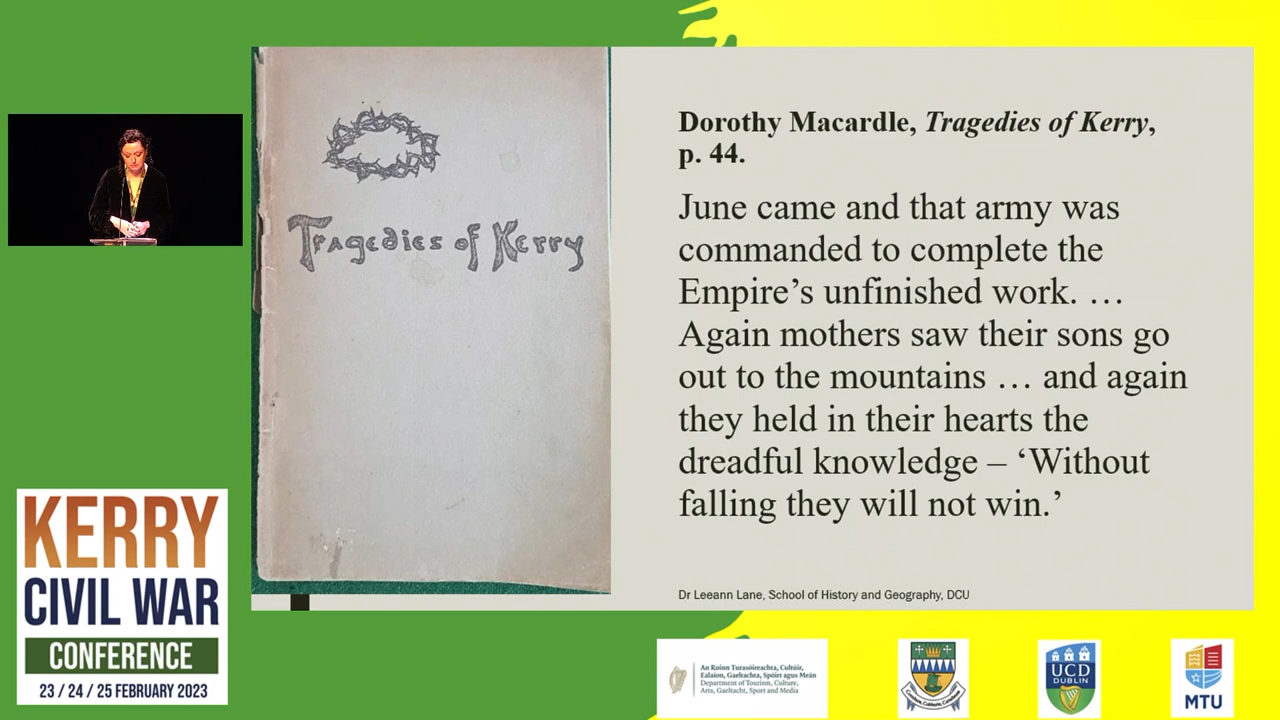 Tragedies of Kerry
Dorothy Macardle, Tragedies of Kerry,
p. 44.
June came and that army was
commanded to complete the
Empire’s unfinished work. …
Again mothers saw their sons go
out to the mountains … and again
they held in their hearts the
dreadful knowledge – ‘Without
falling they will not win.’
Dr Leeann Lane, School of History and Geography, DCU
KERRY
CIVIL WAR
CONFERENCE
23 / 24 / 25 FEBRUARY 2023
An Roinn Turasóireachta, Cultúir,
Ealaíon, Gaeltachta, Spóirt agus Meán
Department of Tourism, Culture,
Arts, Gaeltacht, Sport and Media
UCD
DUBLIN
MTU